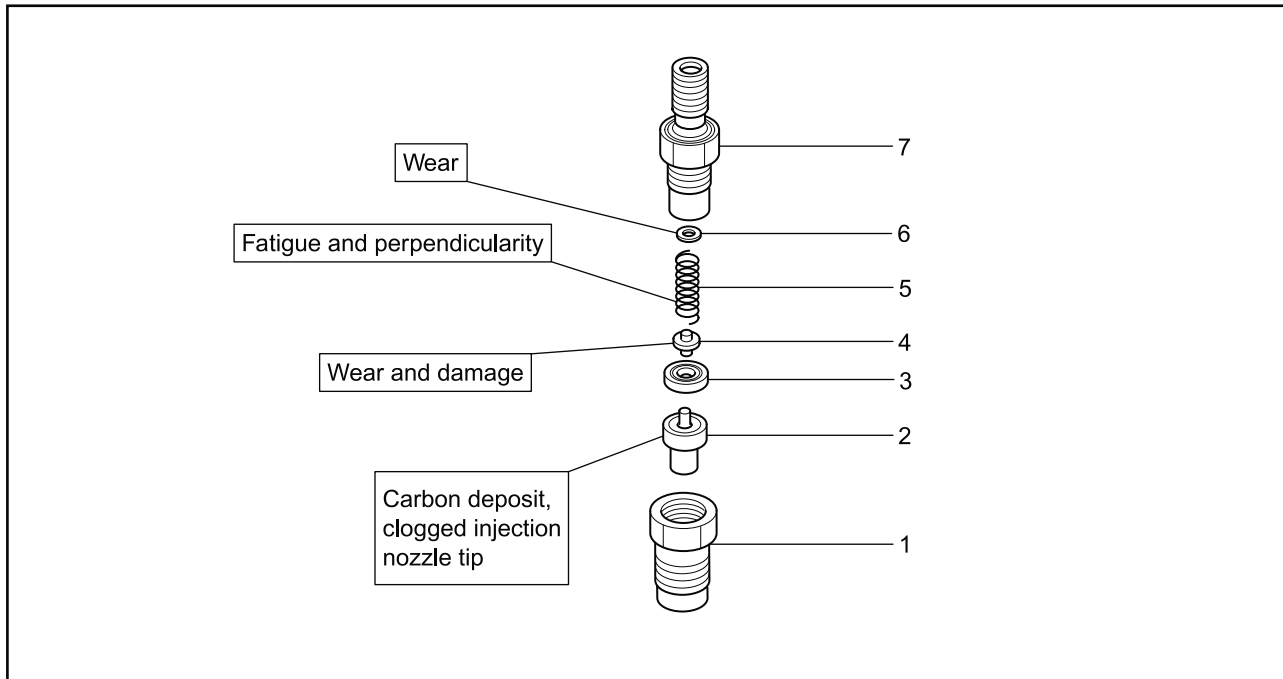 7
Wear
6
Fatigue and perpendicularity
5
4
Wear and damage
3
2
Carbon deposit,
clogged injection
nozzle tip
1